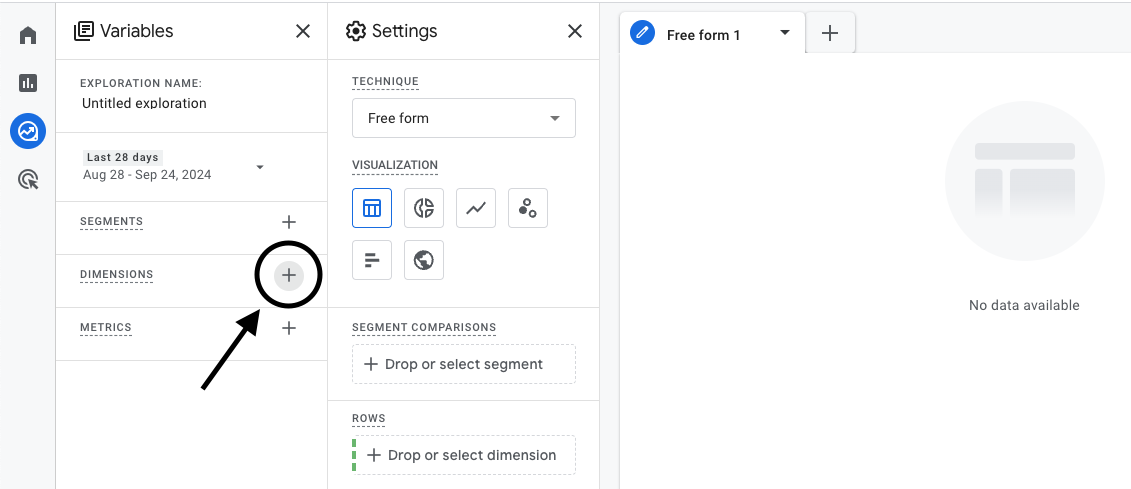 Variables
EXPLORATION NAME:
Untitled exploration
Last 28 days
Aug 28 - Sep 24, 2024
SEGMENTS
DIMENSIONS
METRICS
Settings
TECHNIQUE
Free form
VISUALIZATION
SEGMENT COMPARISONS
Drop or select segment
ROWS
Drop or select dimension
Free form 1
No data available